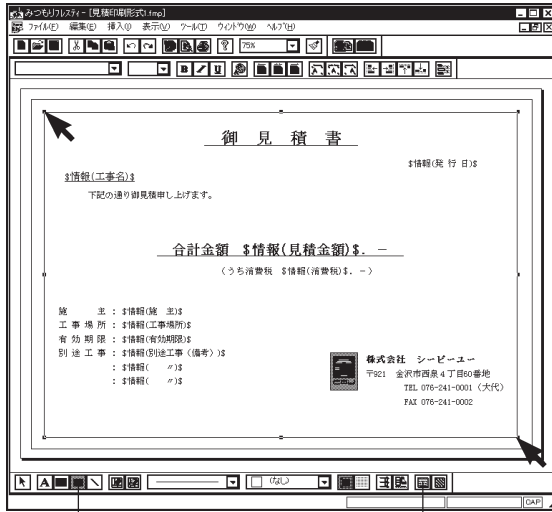 みつもりフレスティ - [見積印刷形式1.fmp]
ファイル(F) 編集(E) 挿入(I) 表示(V) ツール(T) ウィンドウ(W) ヘルプ(H)
75%
B I U
御 見 積 書
$情報(発 行 日)$
$情報(工事名)$
下記の通り御見積申し上げます。
合計金額 $情報(見積金額)$. －
(うち消費税 $情報(消費税)$. －)
施 主 : $情報(施 主)$
工 事 場 所 : $情報(工事場所)$
有 効 期 限 : $情報(有効期限)$
別 途 工 事 : $情報(別途工事（備考）)$
: $情報( 〃)$
: $情報( 〃)$
株式会社 シーピーユー
〒921 金沢市西泉４丁目60番地
TEL 076-241-0001（大代）
FAX 076-241-0002
A
(なし)
CAP